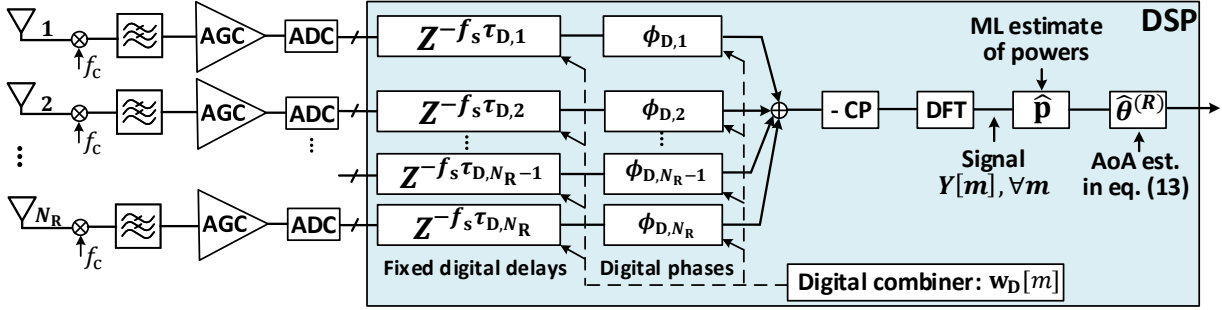 1
f_c
AGC
ADC
Z^{-f_s τ_{D,1}}
ϕ_{D,1}
DSP
ML estimate
of powers
2
f_c
AGC
ADC
Z^{-f_s τ_{D,2}}
ϕ_{D,2}
- CP
DFT
p̂
θ̂^{(R)}
⋮
⋮
⋮
⋮
Z^{-f_s τ_{D,N_R-1}}
ϕ_{D,N_R-1}
Signal
Y[m], ∀m
AoA est.
in eq. (13)
N_R
f_c
AGC
ADC
Z^{-f_s τ_{D,N_R}}
ϕ_{D,N_R}
Fixed digital delays
Digital phases
Digital combiner: w_D[m]